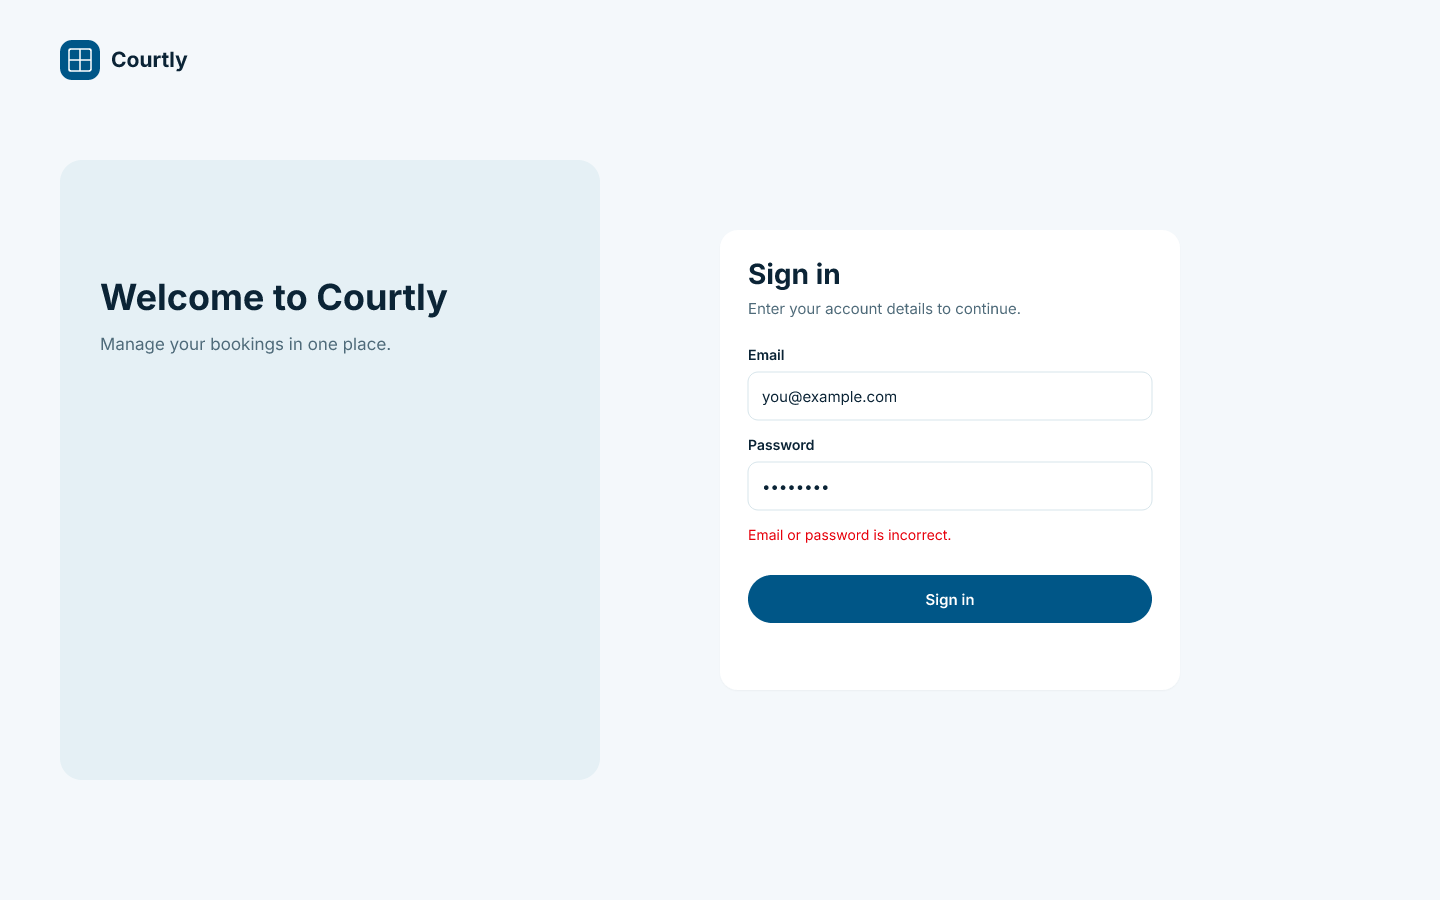 Courtly
Welcome to Courtly
Manage your bookings in one place.
Sign in
Enter your account details to continue.
Email
you@example.com
Password
••••••••
Email or password is incorrect.
Sign in